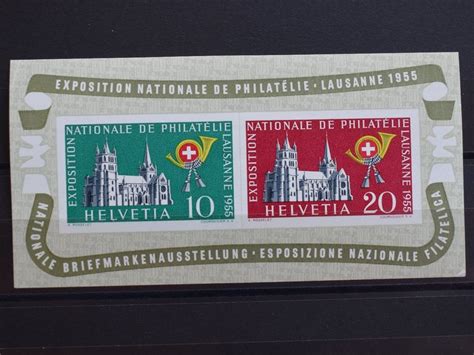 EXPOSITION NATIONALE DE PHILATÉLIE · LAUSANNE 1955
EXPOSITION
NATIONALE DE PHILATÉLIE
LAUSANNE 1955
10
HELVETIA
EXPOSITION
NATIONALE DE PHILATÉLIE
LAUSANNE 1955
20
HELVETIA
NATIONALE BRIEFMARKENAUSSTELLUNG · ESPOSIZIONE NAZIONALE FILATELICA